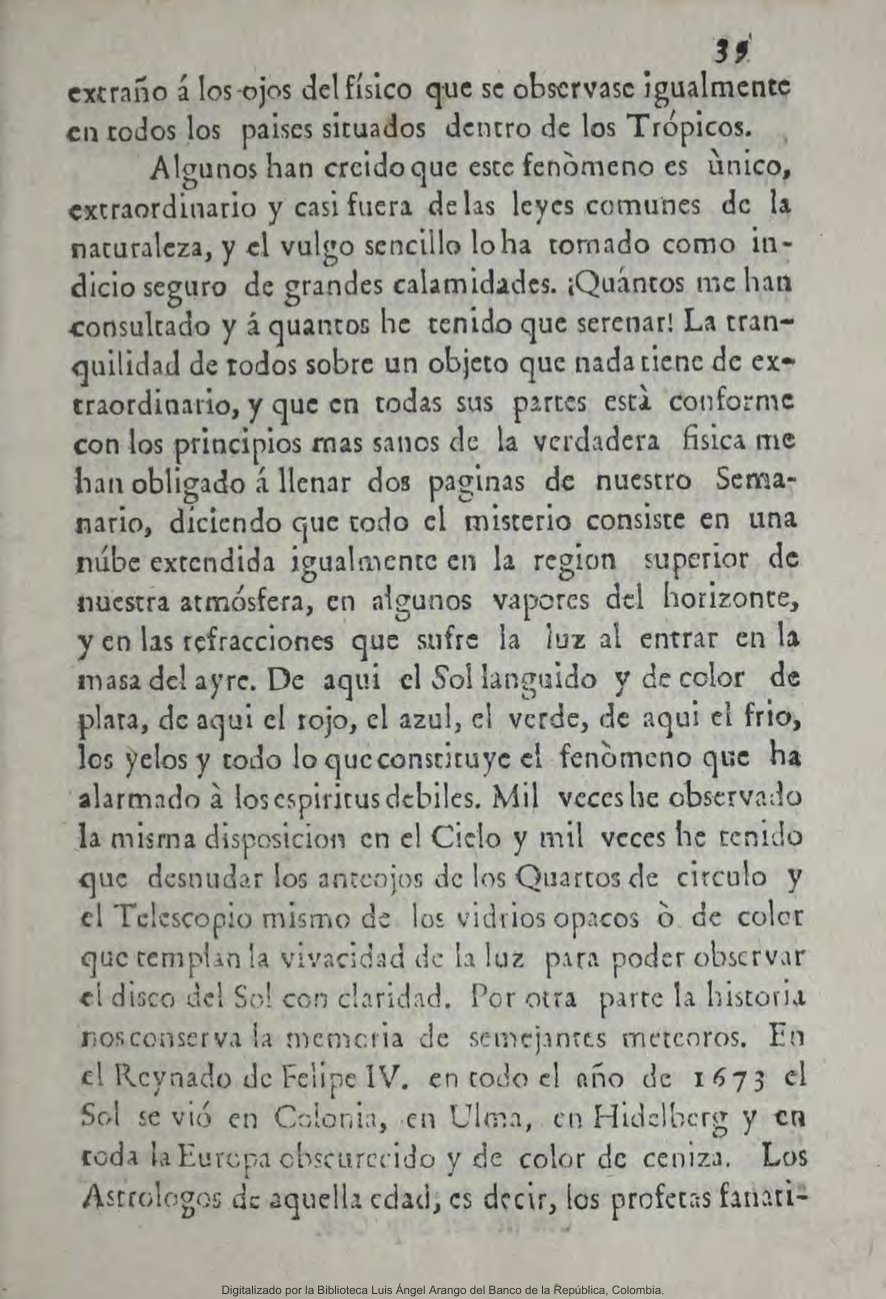 39
extraño á los ojos del físico que se observase igualmente
en todos los paises situados dentro de los Trópicos.
Algunos han creido que este fenòmeno es ùnico,
extraordinario y casi fuera de las leyes comunes de la
naturaleza, y el vulgo sencillo lo ha tomado como in-
dicio seguro de grandes calamidades. ¡Quántos me han
consultado y á quantos he tenido que serenar! La tran-
quilidad de todos sobre un objeto que nada tiene de ex-
traordinario, y que en todas sus partes està conforme
con los principios mas sanos de la verdadera fisica me
han obligado á llenar dos paginas de nuestro Sema-
nario, diciendo que todo el misterio consiste en una
núbe extendida igualmente en la region superior de
nuestra atmósfera, en algunos vapores del horizonte,
y en las refracciones que sufre la luz al entrar en la
masa del ayre. De aqui el Sol languido y de color de
plata, de aqui el rojo, el azul, el verde, de aqui el frio,
los yelos y todo lo que constituye el fenòmeno que ha
alarmado à los espiritus debiles. Mil veces he observado
la misma disposicion en el Cielo y mil veces he tenido
que desnudar los anteojos de los Quartos de circulo y
el Telescopio mismo de los vidrios opacos ò de color
que templan la vivacidad de la luz para poder observar
el disco del Sol con claridad. Por otra parte la historia
nos conserva la memoria de semejantes meteoros. En
el Reynado de Felipe IV. en todo el año de 1673 el
Sol se vió en Colonia, en Ulma, en Hidelberg y en
toda la Europa obscurecido y de color de ceniza. Los
Astrologos de aquella edad, es decir, los profetas fanati-
Digitalizado por la Biblioteca Luis Ángel Arango del Banco de la República, Colombia.